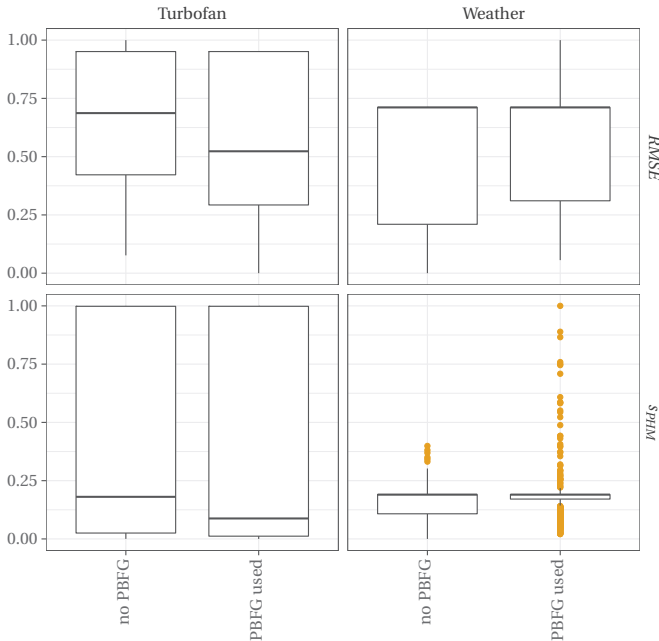 Turbofan Weather
1.00
0.75
0.50
0.25
0.00
RMSE
1.00
0.75
0.50
0.25
0.00
sPHM
no PBFG
PBFG used
no PBFG
PBFG used